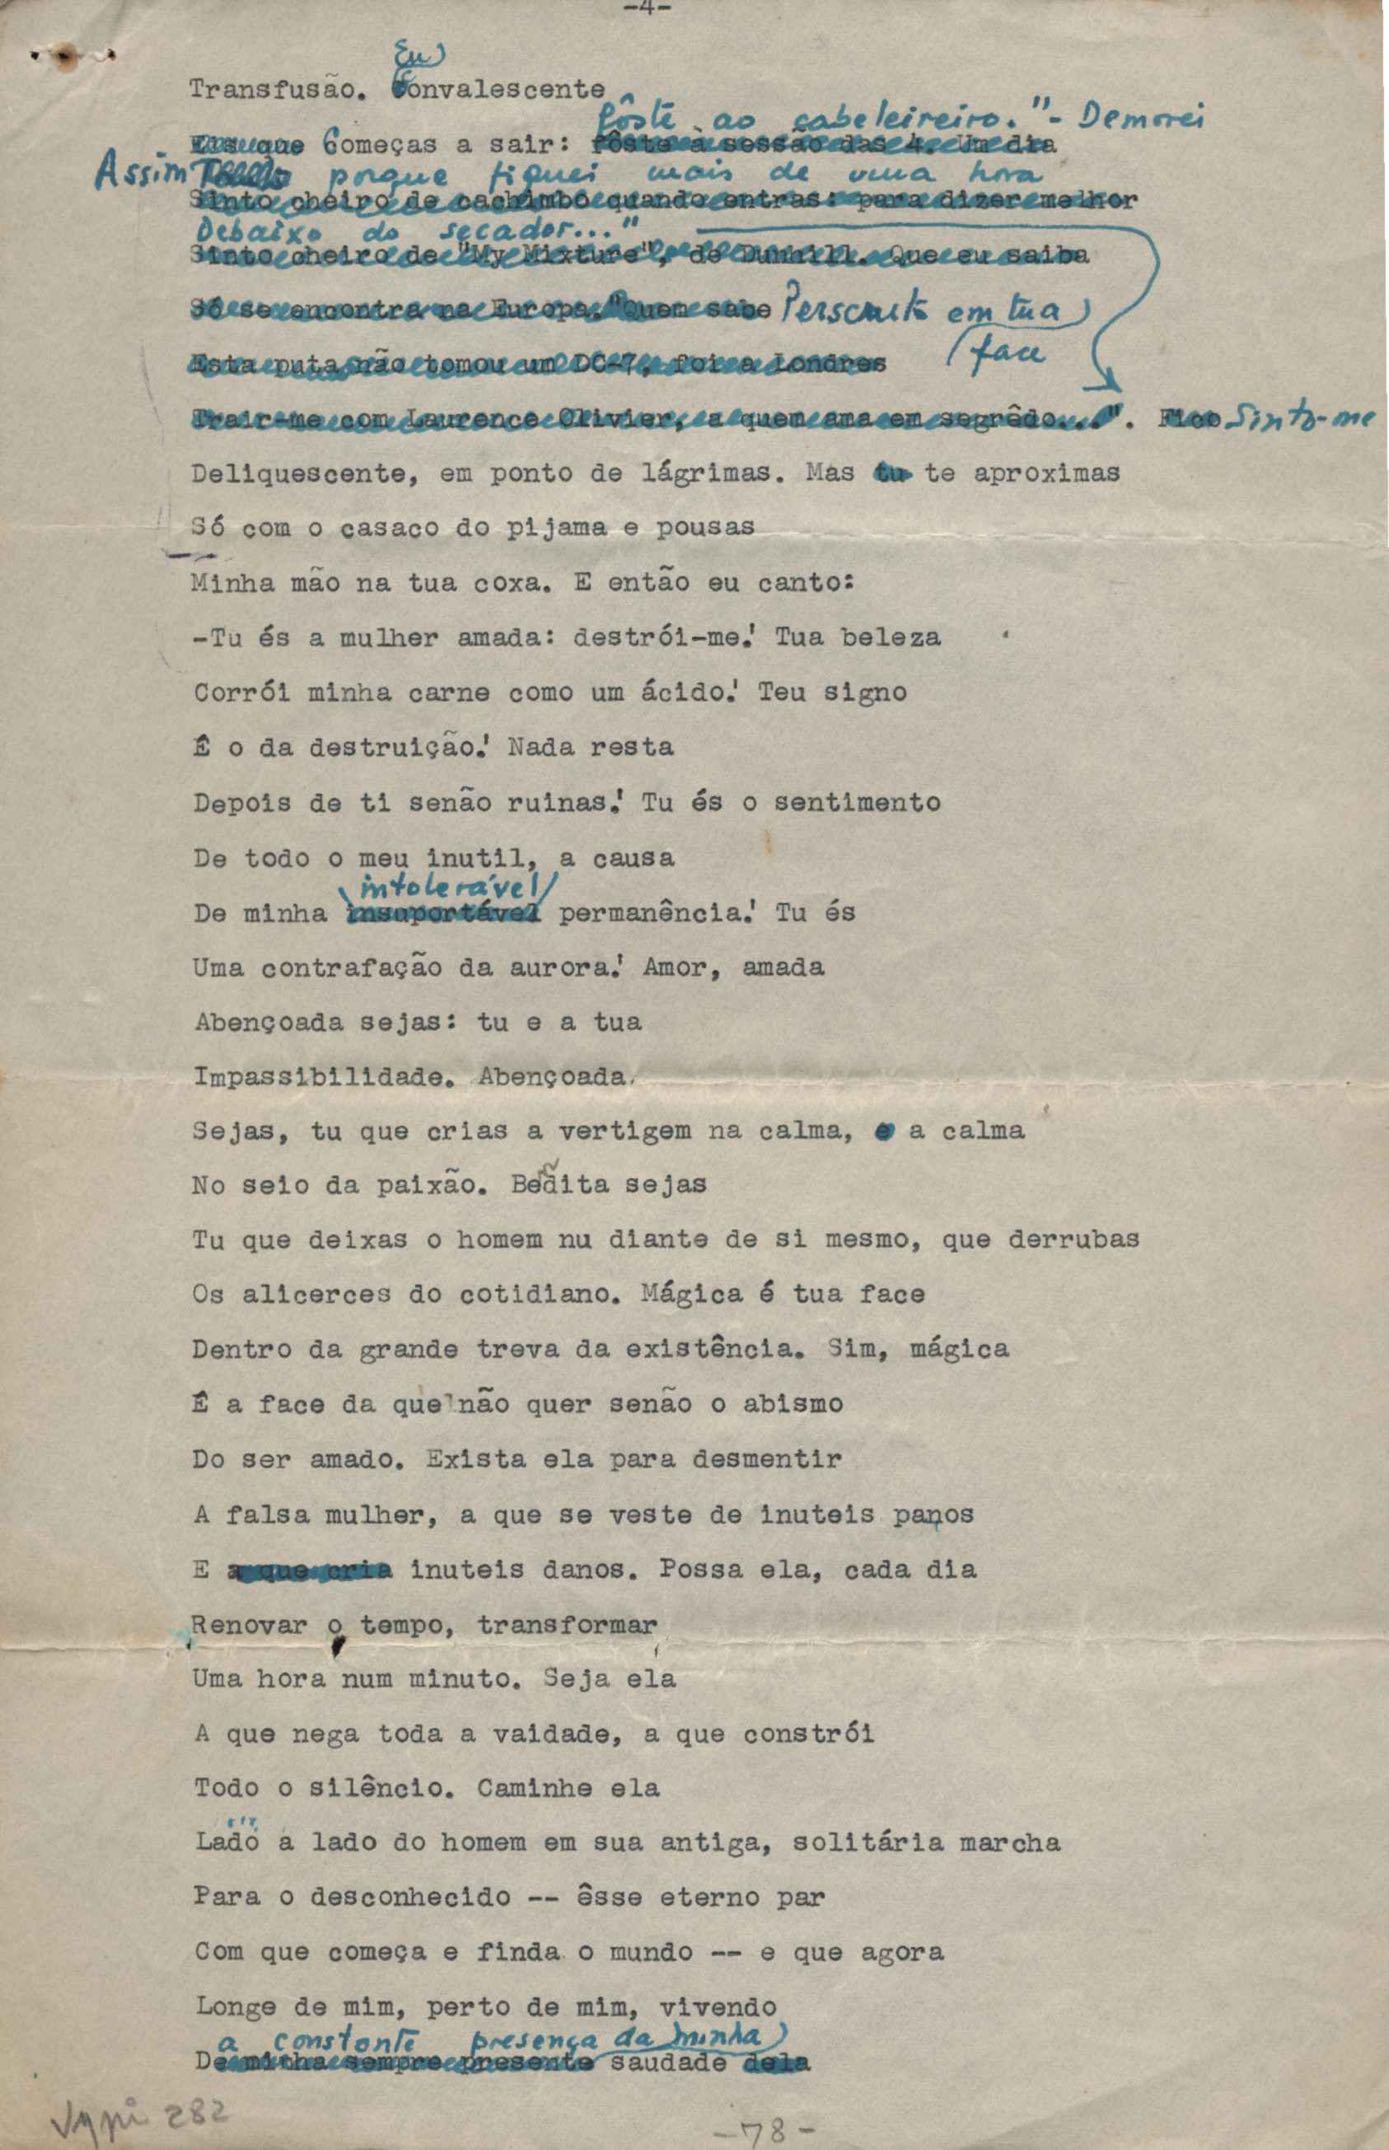 -4-
Eu
Transfusão. Convalescente
fôste ao cabeleireiro." - Demorei
Começas a sair: fôste à sessão das 4. Um dia
Assim porque fiquei mais de uma hora
Sinto cheiro de cachimbo quando entras: para dizer melhor
Debaixo do secador..."
Sinto cheiro de "My Mixture", de Dunhill. Que eu saiba
Só se encontra na Europa. "Quem sabe Perscruto em tua
face
Esta puta não tomou um DC-7, foi a Londres
Trair-me com Laurence Olivier, a quem ama em segrêdo...". Fico Sinto-me
Deliquescente, em ponto de lágrimas. Mas tu te aproximas
Só com o casaco do pijama e pousas
Minha mão na tua coxa. E então eu canto:
-Tu és a mulher amada: destrói-me! Tua beleza
Corrói minha carne como um ácido! Teu signo
É o da destruição! Nada resta
Depois de ti senão ruinas! Tu és o sentimento
De todo o meu inutil, a causa
intolerável
De minha insuportável permanência! Tu és
Uma contrafação da aurora! Amor, amada
Abençoada sejas: tu e a tua
Impassibilidade. Abençoada
Sejas, tu que crias a vertigem na calma, e a calma
n
No seio da paixão. Bedita sejas
Tu que deixas o homem nu diante de si mesmo, que derrubas
Os alicerces do cotidiano. Mágica é tua face
Dentro da grande treva da existência. Sim, mágica
É a face da que não quer senão o abismo
Do ser amado. Exista ela para desmentir
A falsa mulher, a que se veste de inuteis panos
E a que cria inuteis danos. Possa ela, cada dia
Renovar o tempo, transformar
Uma hora num minuto. Seja ela
A que nega toda a vaidade, a que constrói
Todo o silêncio. Caminhe ela
Lado a lado do homem em sua antiga, solitária marcha
Para o desconhecido -- êsse eterno par
Com que começa e finda o mundo -- e que agora
Longe de mim, perto de mim, vivendo
a constante presença da minha
De minha sempre presente saudade dela
282
-78-